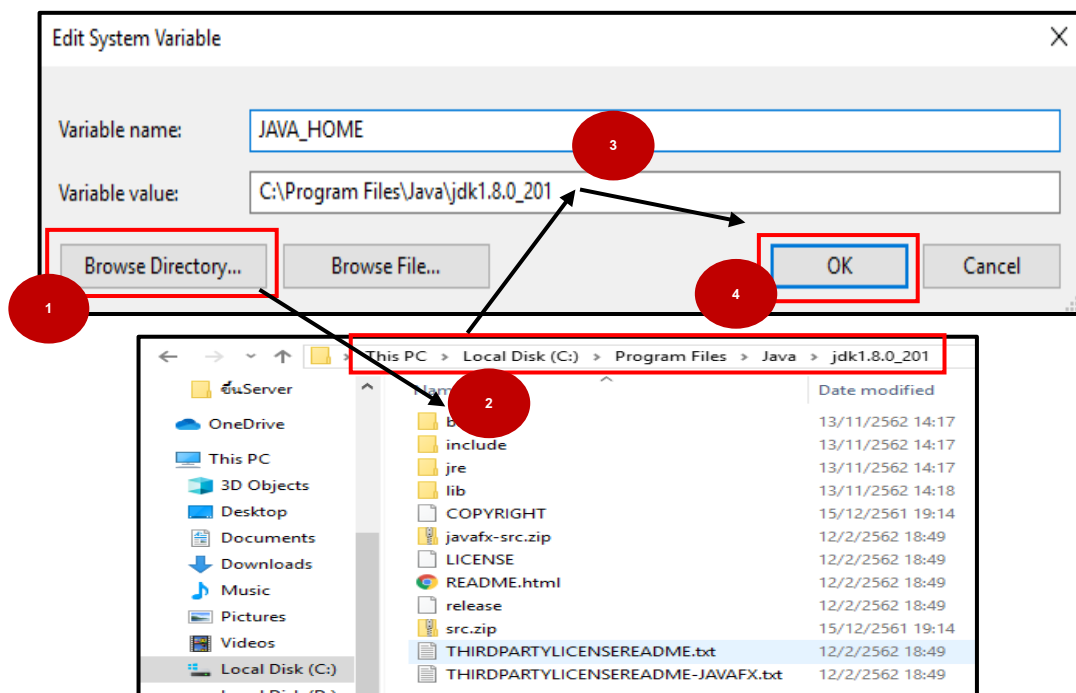 Edit System Variable
Variable name: JAVA_HOME
3
Variable value: C:\Program Files\Java\jdk1.8.0_201
Browse Directory... Browse File... OK Cancel
1
4
This PC > Local Disk (C:) > Program Files > Java > jdk1.8.0_201
ขึ้นServer
Date modified
2
OneDrive
13/11/2562 14:17
include 13/11/2562 14:17
This PC
jre 13/11/2562 14:17
3D Objects
lib 13/11/2562 14:18
Desktop
COPYRIGHT 15/12/2561 19:14
Documents
javafx-src.zip 12/2/2562 18:49
Downloads
LICENSE 12/2/2562 18:49
Music
README.html 12/2/2562 18:49
Pictures
release 12/2/2562 18:49
src.zip 15/12/2561 19:14
Videos
THIRDPARTYLICENSEREADME.txt 12/2/2562 18:49
Local Disk (C:)
THIRDPARTYLICENSEREADME-JAVAFX.txt 12/2/2562 18:49